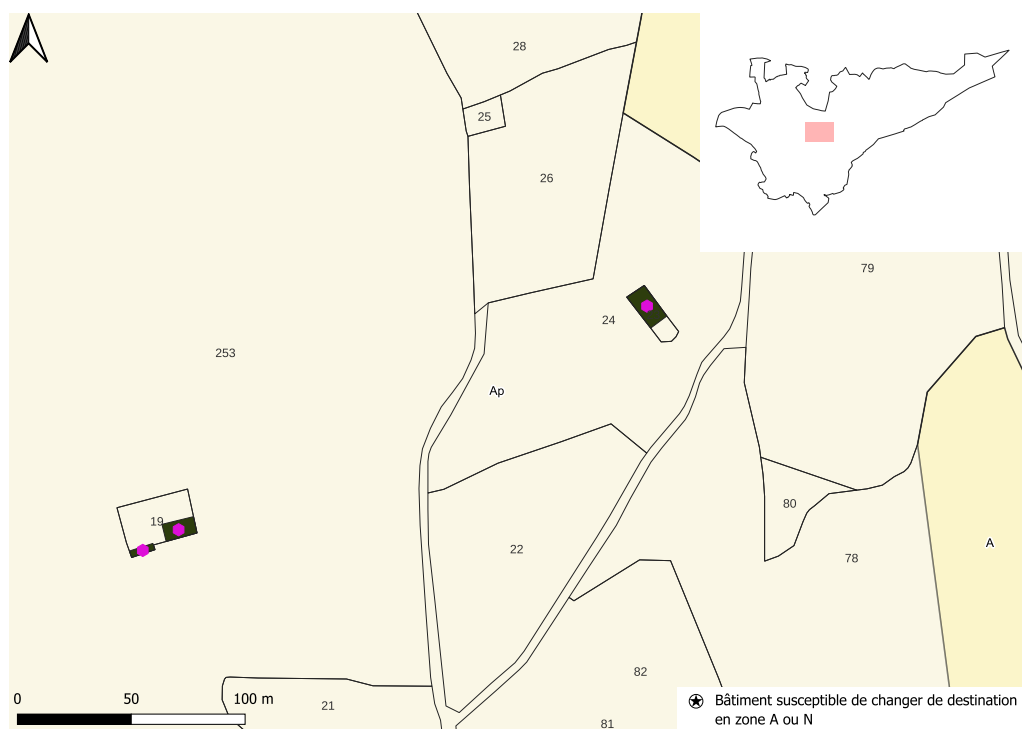 28
25
26
79
24
253
Ap
80
19
A
22
78
82
21
81
0 50 100 m
Bâtiment susceptible de changer de destination
en zone A ou N